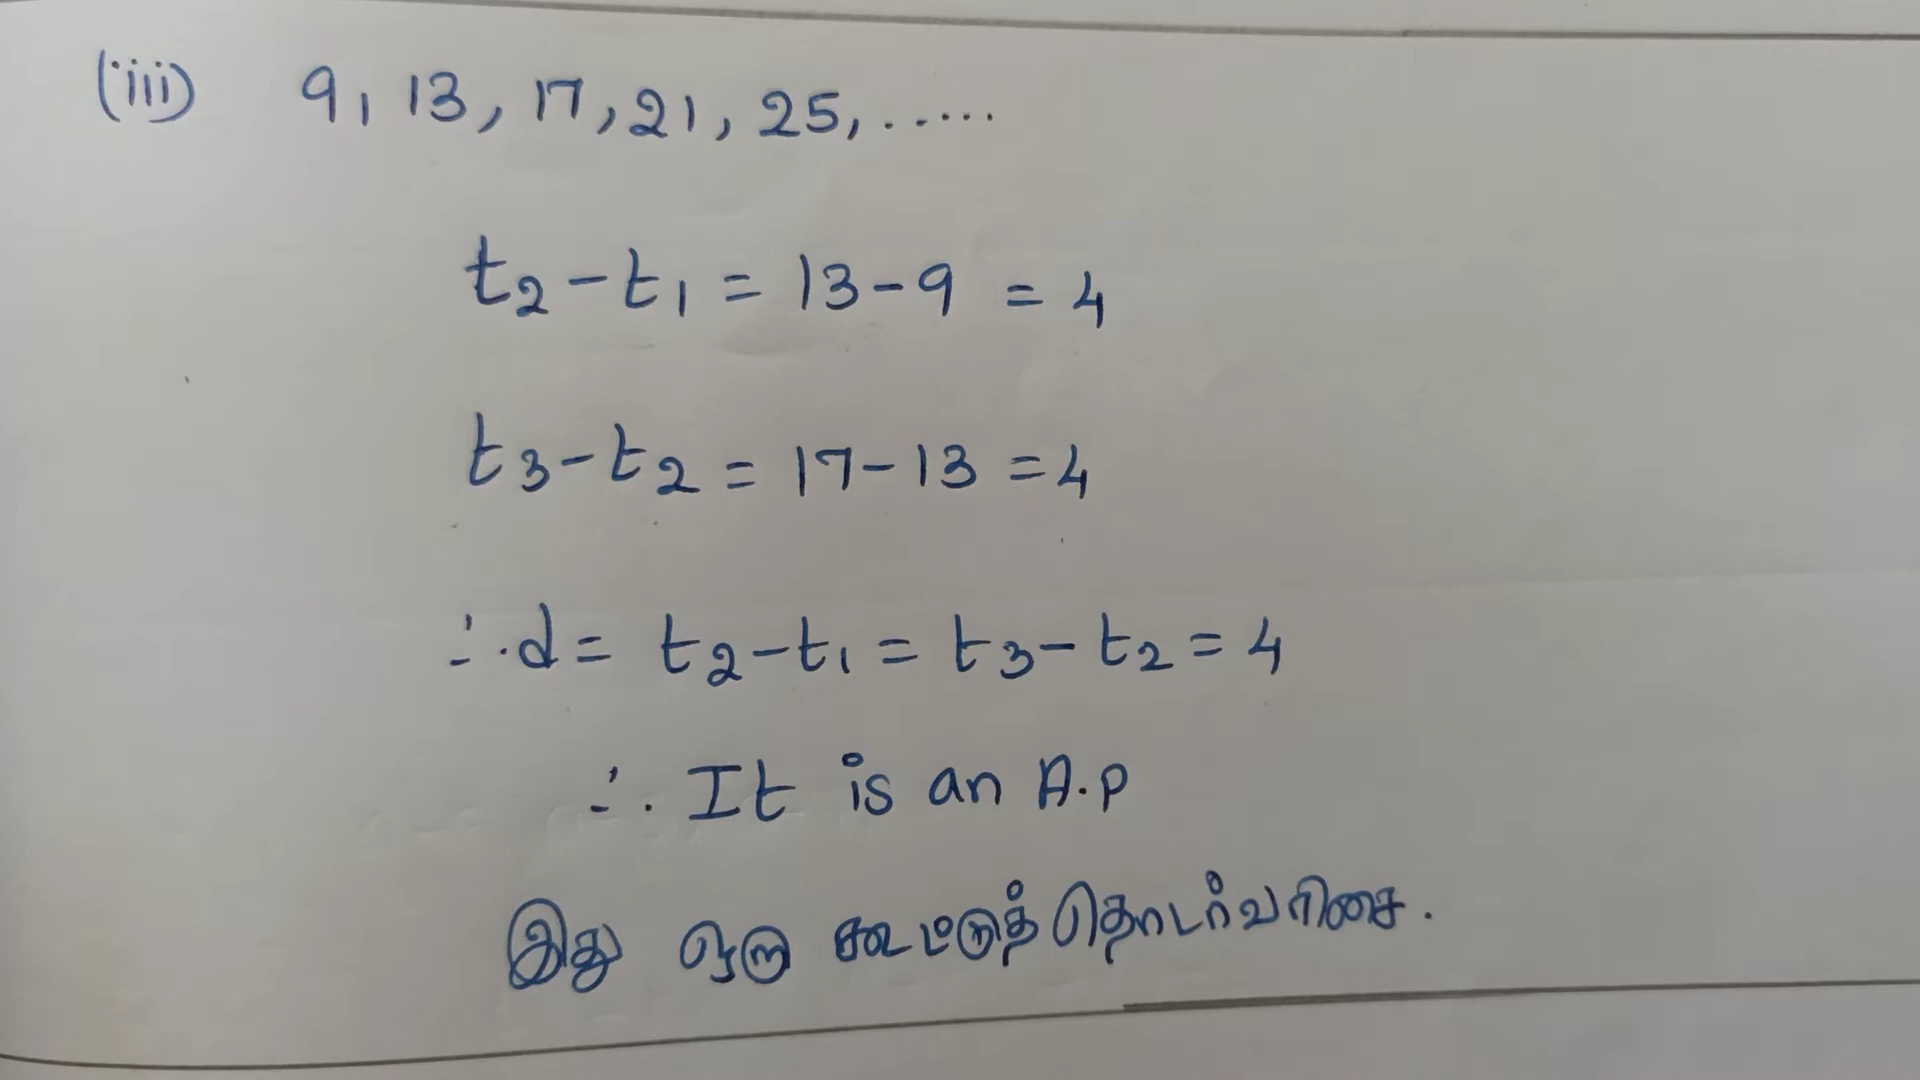 (iii) 9, 13, 17, 21, 25, .....
t₂ - t₁ = 13 - 9 = 4
t₃ - t₂ = 17 - 13 = 4
∴ d = t₂ - t₁ = t₃ - t₂ = 4
∴ It is an A.P
இது ஒரு கூட்டுத் தொடர்வரிசை.